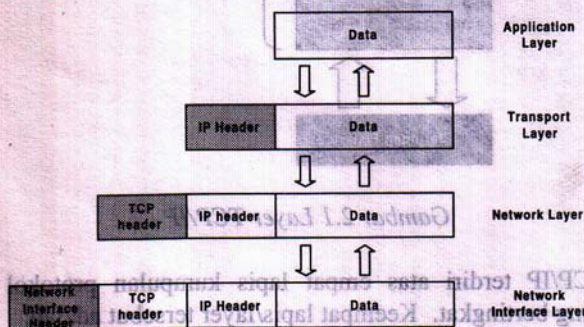 Data
Application
Layer
IP Header
Data
Transport
Layer
TCP
header
IP header
Data
Network Layer
Gambar 2.1 Layer TCP/IP
CP/IP terdiri atas empat lapis kumpulan protokol
bertingkat. Keempat lapis/layer tersebut
Network
Interface
Header
TCP
header
IP Header
Data
Network
Interface Layer